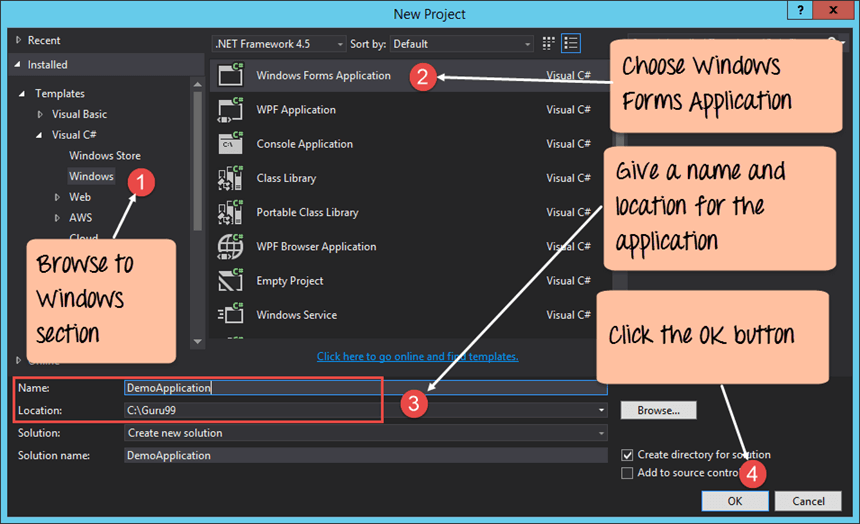 New Project
? x
Recent
.NET Framework 4.5
Sort by: Default
Installed
Templates
Visual Basic
Visual C#
Windows Store
Windows
Web
AWS
Cloud
Windows Forms Application Visual C#
WPF Application Visual C#
Console Application Visual C#
Class Library Visual C#
Portable Class Library Visual C#
WPF Browser Application Visual C#
Empty Project Visual C#
Windows Service Visual C#
Click here to go online and find templates.
1
Browse to
Windows
section
2
Choose Windows
Forms Application
3
Give a name and
location for the
application
4
Click the OK button
Name: DemoApplication
Location: C:\Guru99
Browse...
Solution: Create new solution
Solution name: DemoApplication
Create directory for solution
Add to source control
OK Cancel